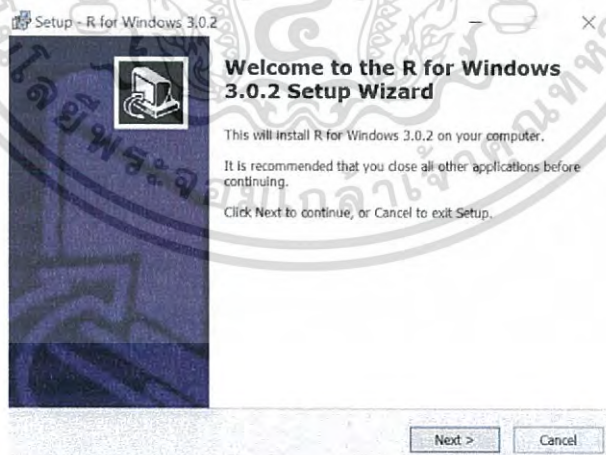 Setup - R for Windows 3.0.2
Welcome to the R for Windows
3.0.2 Setup Wizard
This will install R for Windows 3.0.2 on your computer.
It is recommended that you close all other applications before
continuing.
Click Next to continue, or Cancel to exit Setup.
Next >
Cancel